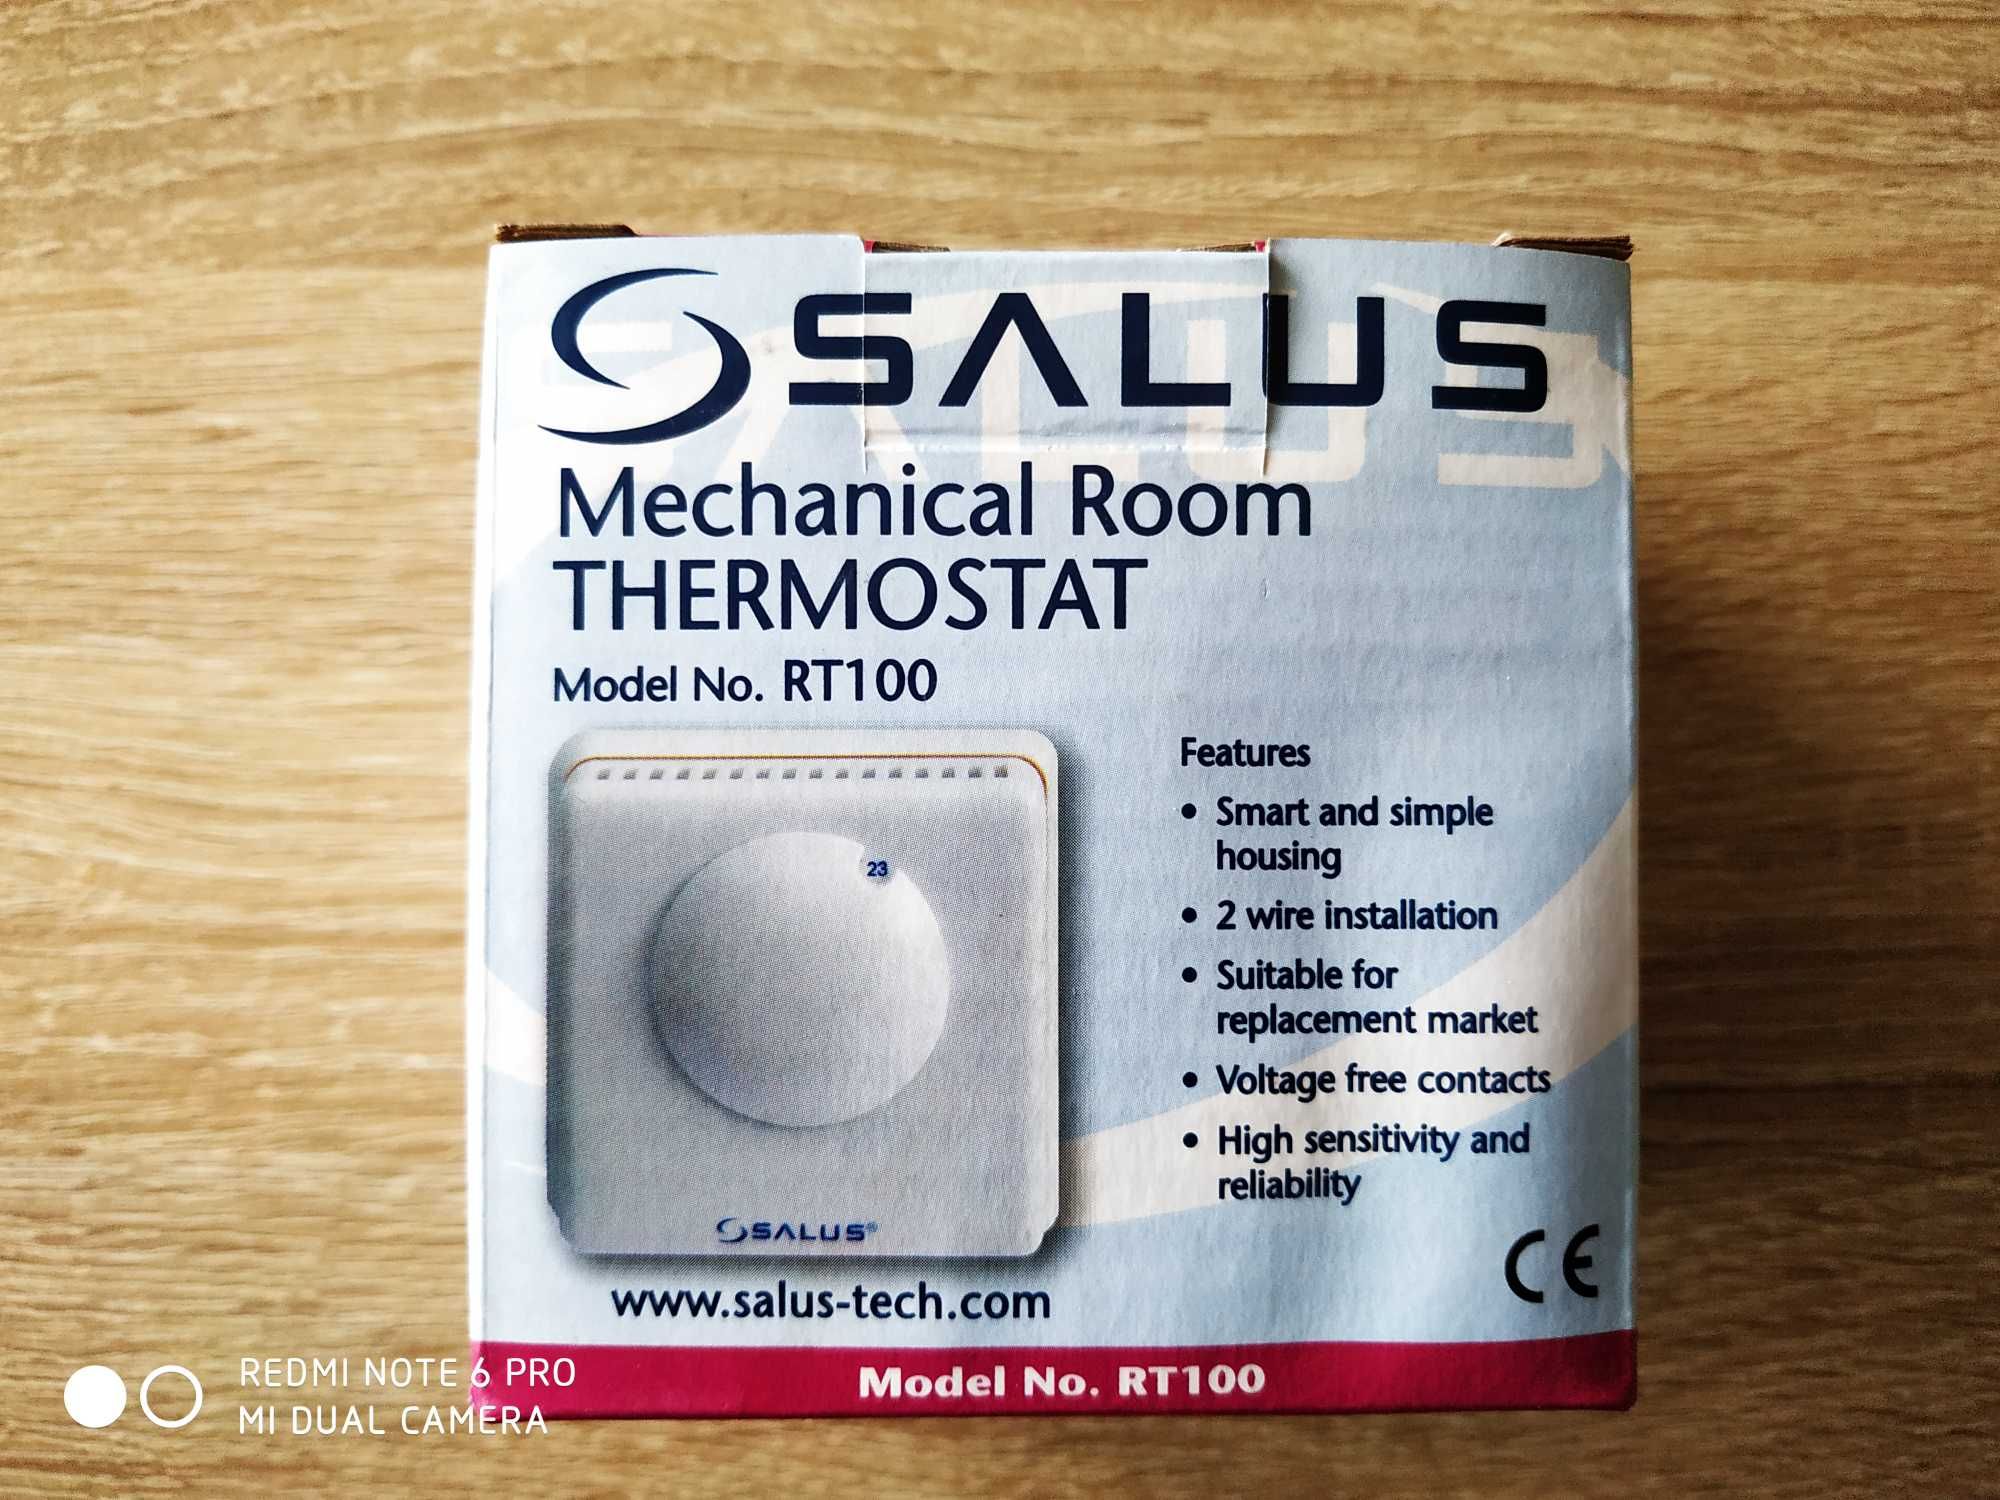 SALUS
Mechanical Room
THERMOSTAT
Model No. RT100
23
SALUS®
www.salus-tech.com
Features
• Smart and simple
housing
• 2 wire installation
• Suitable for
replacement market
• Voltage free contacts
• High sensitivity and
reliability
CE
Model No. RT100
REDMI NOTE 6 PRO
MI DUAL CAMERA